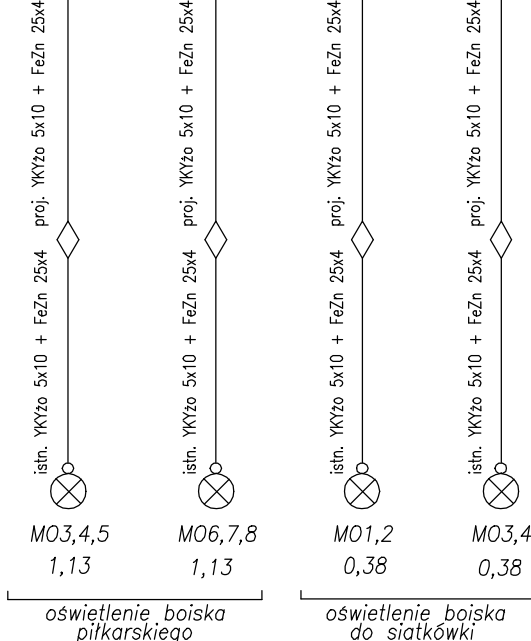 proj. YKYżo 5x10 + FeZn 25x4
istn. YKYżo 5x10 + FeZn 25x4
proj. YKYżo 5x10 + FeZn 25x4
istn. YKYżo 5x10 + FeZn 25x4
proj. YKYżo 5x10 + FeZn 25x4
istn. YKYżo 5x10 + FeZn 25x4
proj. YKYżo 5x10 + FeZn 25x4
istn. YKYżo 5x10 + FeZn 25x4
MO3,4,5
MO6,7,8
MO1,2
MO3,4
1,13
1,13
0,38
0,38
oświetlenie boiska
piłkarskiego
oświetlenie boiska
do siatkówki